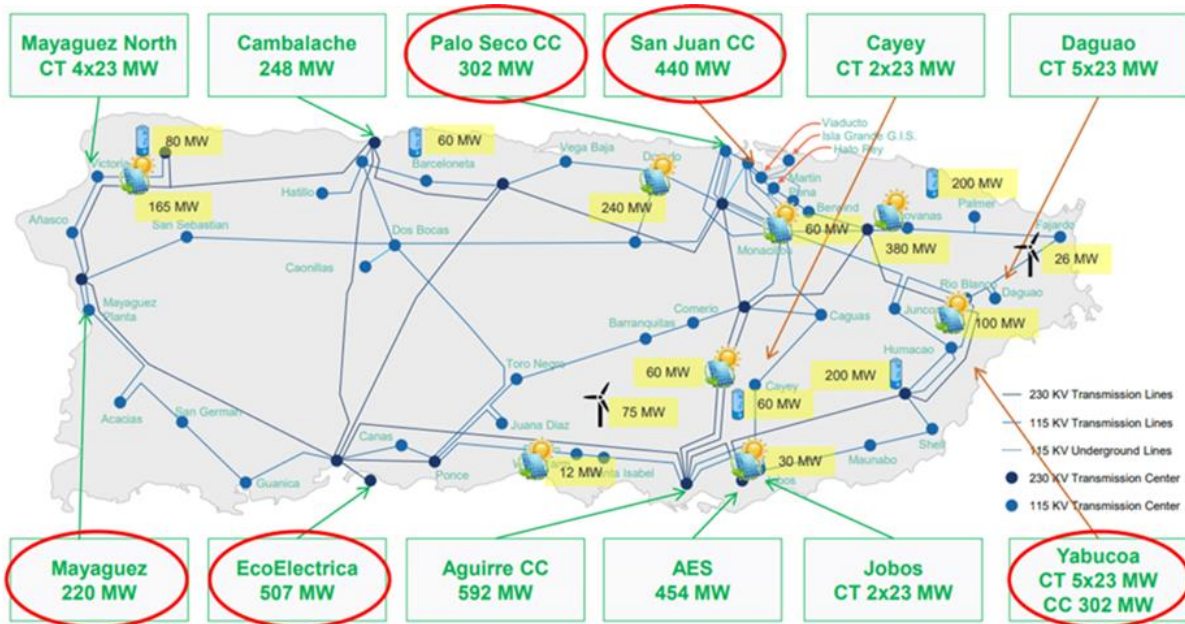 Mayaguez North
CT 4x23 MW
Cambalache
248 MW
Palo Seco CC
302 MW
San Juan CC
440 MW
Cayey
CT 2x23 MW
Daguao
CT 5x23 MW
Viaducto
Isla Grande G.I.S.
Hato Rey
80 MW
60 MW
Vega Baja
Victoria
Barceloneta
Martin
Pena
200 MW
165 MW
Hatillo
240 MW
Berwind
Palmer
Añasco
San Sebastian
Dos Bocas
Monacillos
60 MW
380 MW
Fajardo
26 MW
Caonillas
Rio Blanco
Daguao
Mayaguez
Planta
Comerio
Barranquitas
Caguas
Juncos
100 MW
Humacao
Toro Negro
60 MW
Cayey
200 MW
Acacias
San German
75 MW
60 MW
Juana Diaz
Canas
Shell
Maunabo
Guanica
Ponce
12 MW
Isabel
30 MW
230 KV Transmission Lines
115 KV Transmission Lines
115 KV Underground Lines
230 KV Transmission Center
115 KV Transmission Center
Mayaguez
220 MW
EcoElectrica
507 MW
Aguirre CC
592 MW
AES
454 MW
Jobos
CT 2x23 MW
Yabucoa
CT 5x23 MW
CC 302 MW